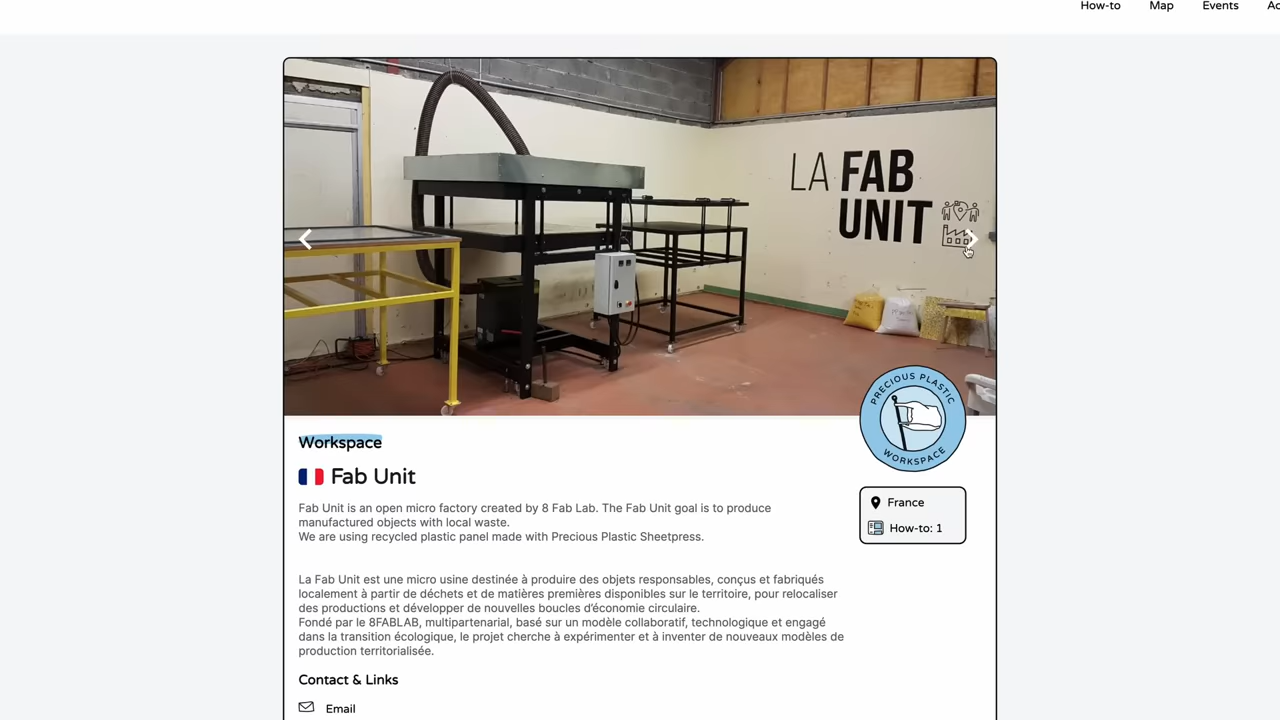 How-to Map Events
LA FAB
UNIT
PRECIOUS PLASTIC
WORKSPACE
Workspace
Fab Unit
Fab Unit is an open micro factory created by 8 Fab Lab. The Fab Unit goal is to produce
manufactured objects with local waste.
We are using recycled plastic panel made with Precious Plastic Sheetpress.
France
How-to: 1
La Fab Unit est une micro usine destinée à produire des objets responsables, conçus et fabriqués
localement à partir de déchets et de matières premières disponibles sur le territoire, pour relocaliser
des productions et développer de nouvelles boucles d'économie circulaire.
Fondé par le 8FABLAB, multipartenarial, basé sur un modèle collaboratif, technologique et engagé
dans la transition écologique, le projet cherche à expérimenter et à inventer de nouveaux modèles de
production territorialisée.
Contact & Links
Email